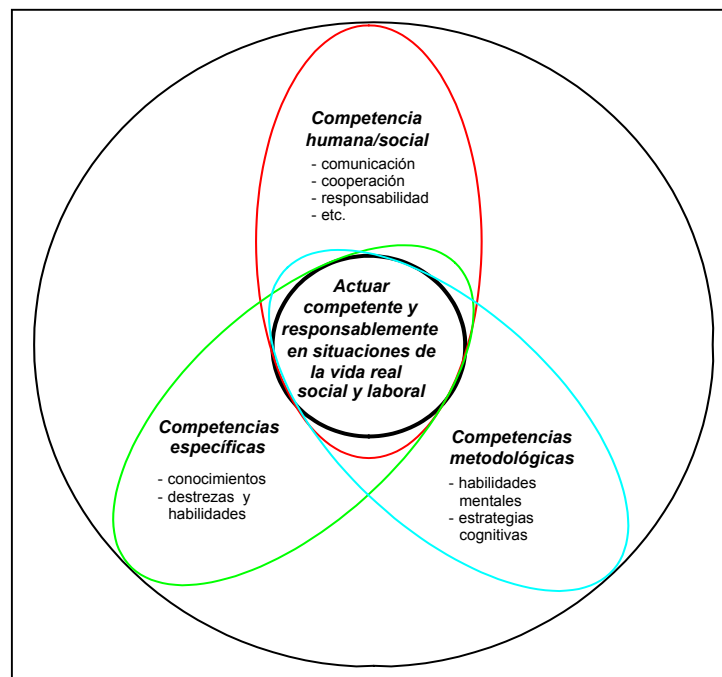 Competencia
humana/social
- comunicación
- cooperación
- responsabilidad
- etc.
Actuar
competente y
responsablemente
en situaciones de
la vida real
social y laboral
Competencias
específicas
- conocimientos
- destrezas y
habilidades
Competencias
metodológicas
- habilidades
mentales
- estrategias
cognitivas